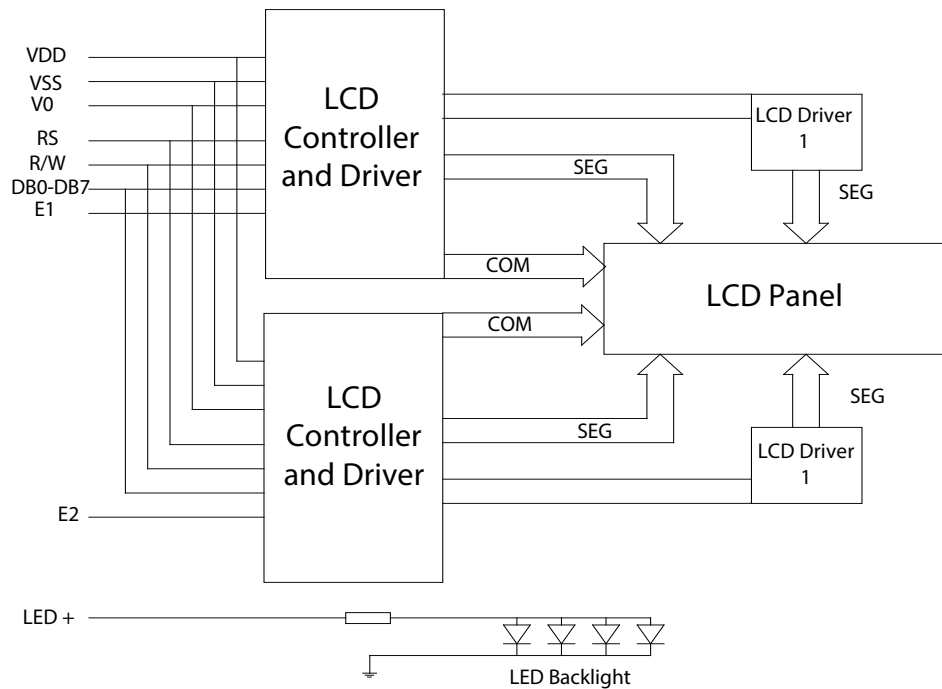 VDD
VSS
V0
RS
R/W
DB0-DB7
E1
LCD
Controller
and Driver
SEG
COM
LCD Driver
1
SEG
LCD Panel
COM
SEG
LCD
Controller
and Driver
SEG
LCD Driver
1
E2
LED +
LED Backlight